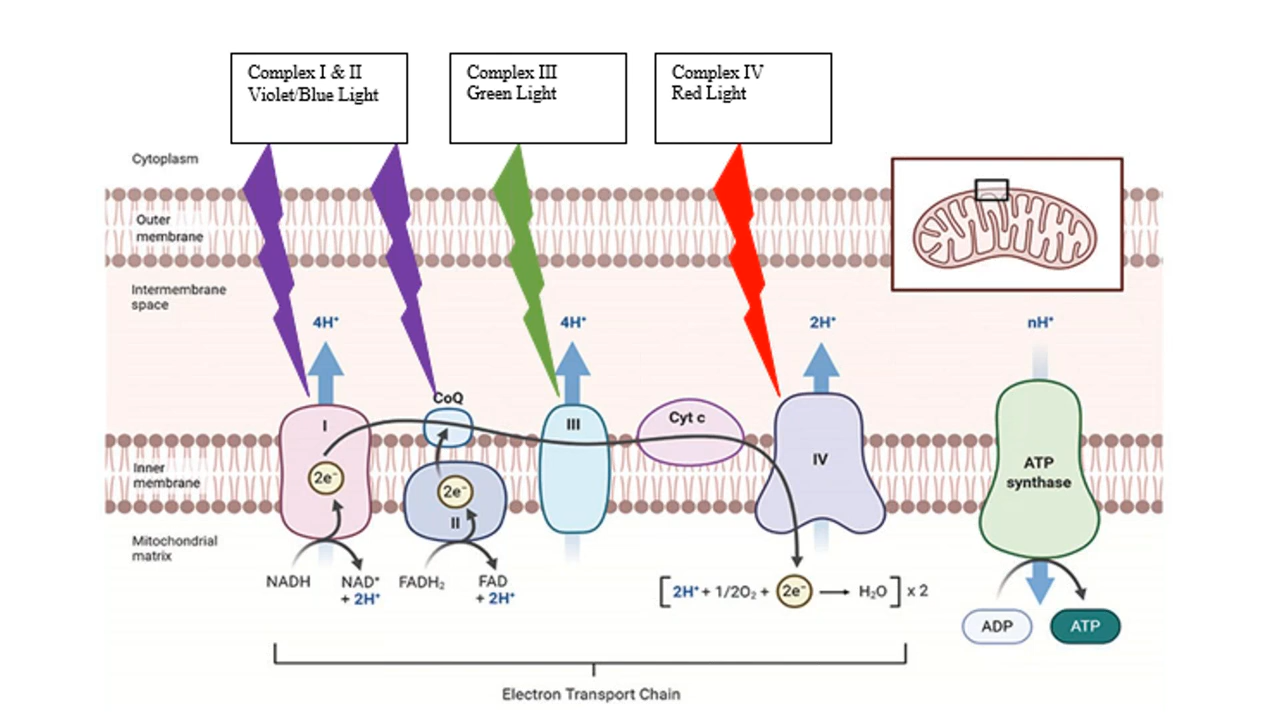 Complex I & II
Violet/Blue Light
Complex III
Green Light
Complex IV
Red Light
Cytoplasm
Outer
membrane
Intermembrane
space
4H⁺
4H⁺
2H⁺
nH⁺
CoQ
I
III
Cyt c
IV
ATP
synthase
Inner
membrane
2e⁻
2e⁻
II
Mitochondrial
matrix
NADH
NAD⁺
+ 2H⁺
FADH₂
FAD
+ 2H⁺
[2H⁺ + 1/2O₂ + 2e⁻ → H₂O] x 2
ADP
ATP
Electron Transport Chain